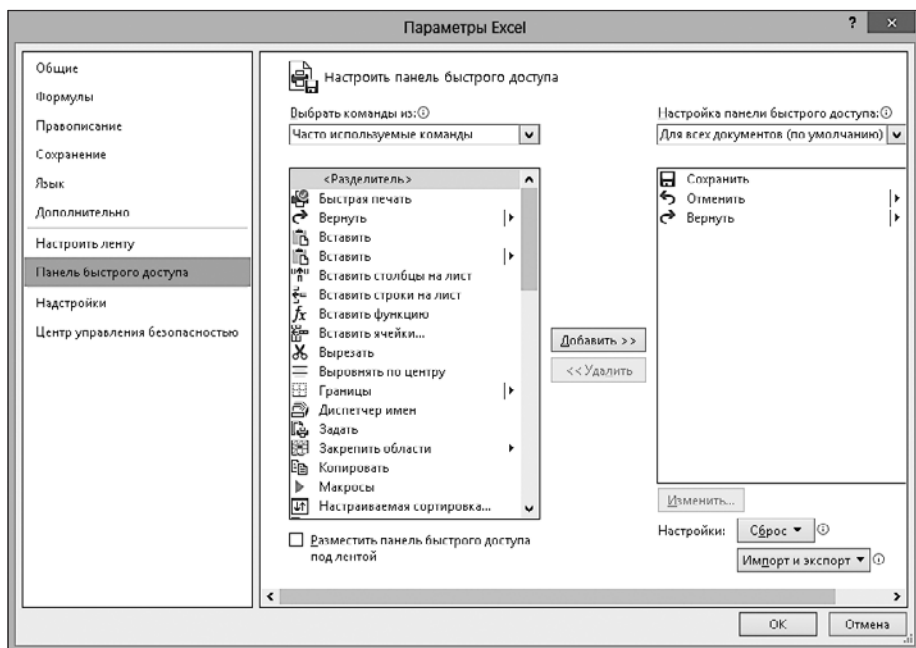 Параметры Excel
?
Общие
Формулы
Правописание
Сохранение
Язык
Дополнительно
Настроить ленту
Панель быстрого доступа
Надстройки
Центр управления безопасностью
Настроить панель быстрого доступа
Выбрать команды из:
Часто используемые команды
<Разделитель>
Быстрая печать
Вернуть
Вставить
Вставить
Вставить столбцы на лист
Вставить строки на лист
Вставить функцию
Вставить ячейки...
Вырезать
Выровнять по центру
Границы
Диспетчер имен
Задать
Закрепить области
Копировать
Макросы
Настраиваемая сортировка...
Разместить панель быстрого доступа
под лентой
Добавить >>
<< Удалить
Настройка панели быстрого доступа:
Для всех документов (по умолчанию)
Сохранить
Отменить
Вернуть
Изменить...
Настройки: Сброс
Импорт и экспорт
ОК Отмена